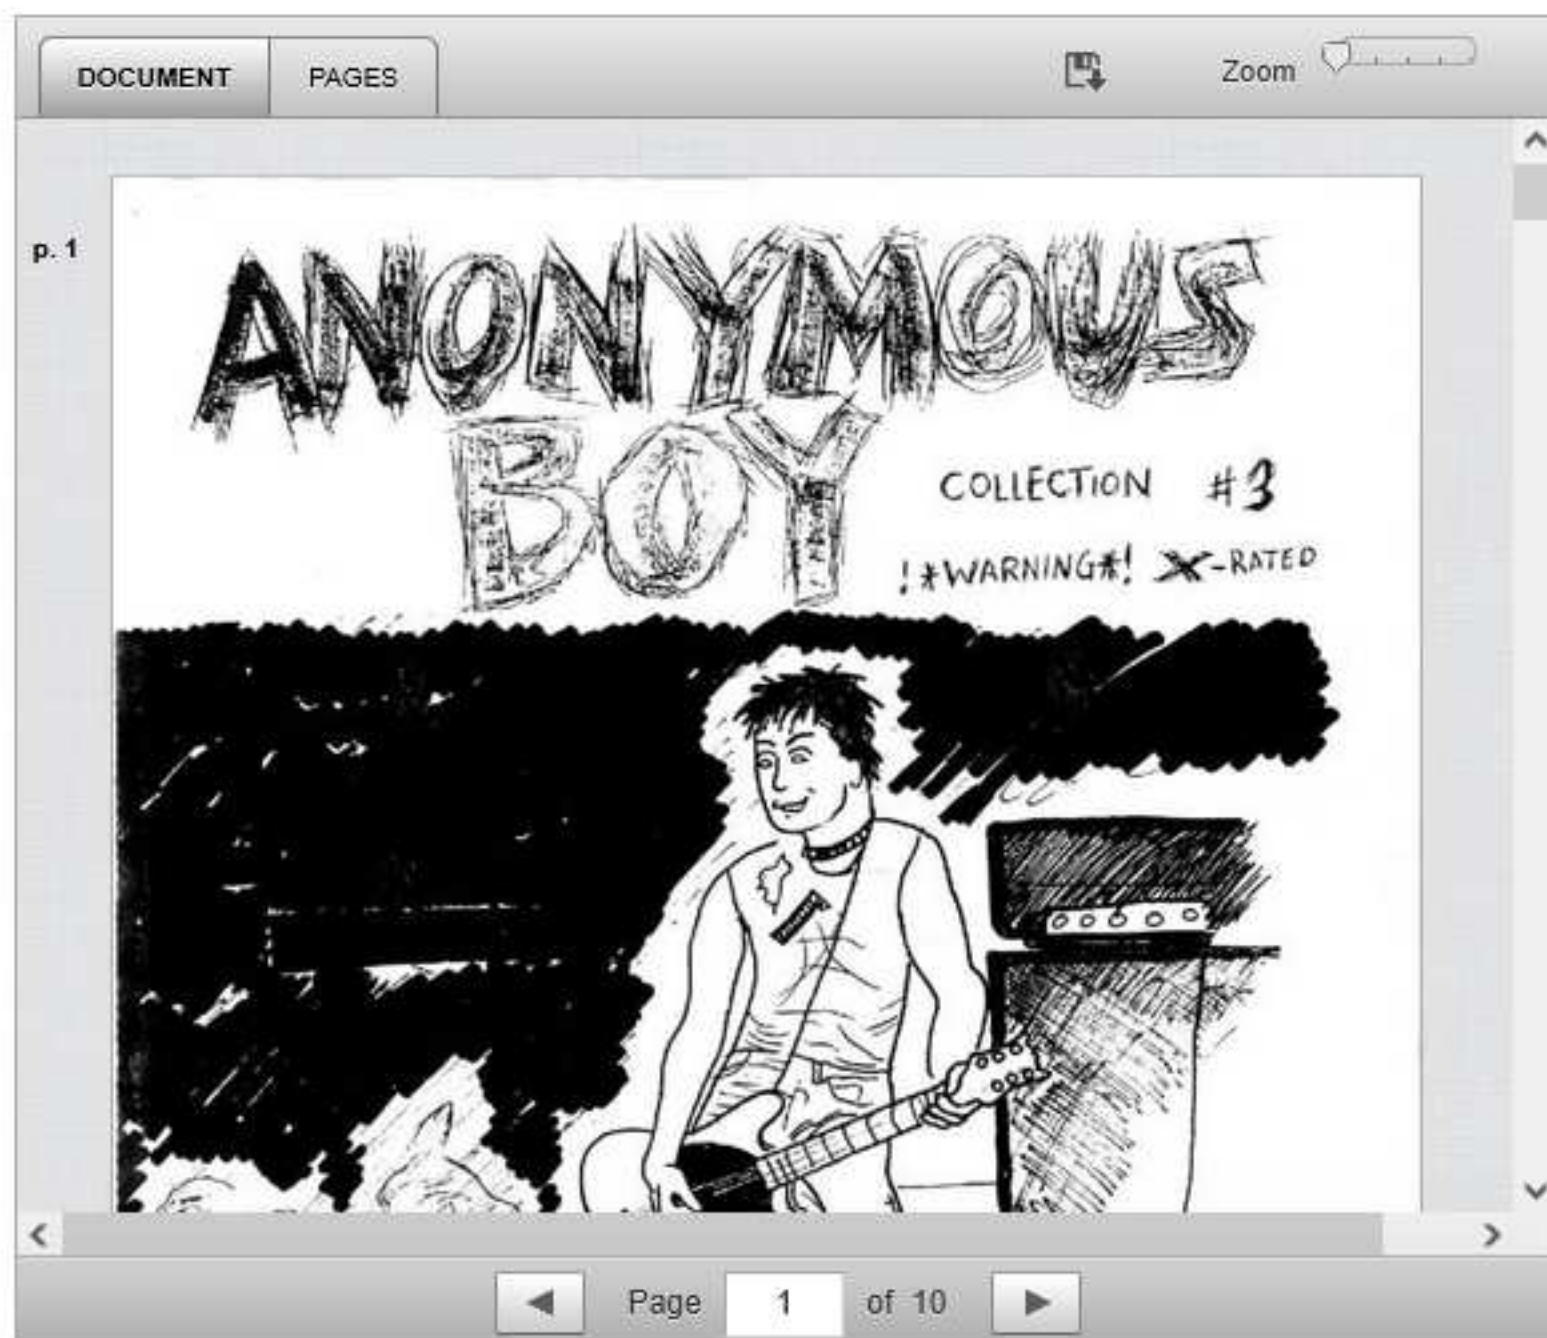 DOCUMENT PAGES Zoom
p. 1
ANONYMOUS
BOY
COLLECTION #3
!*WARNING*! X-RATED
Page 1 of 10